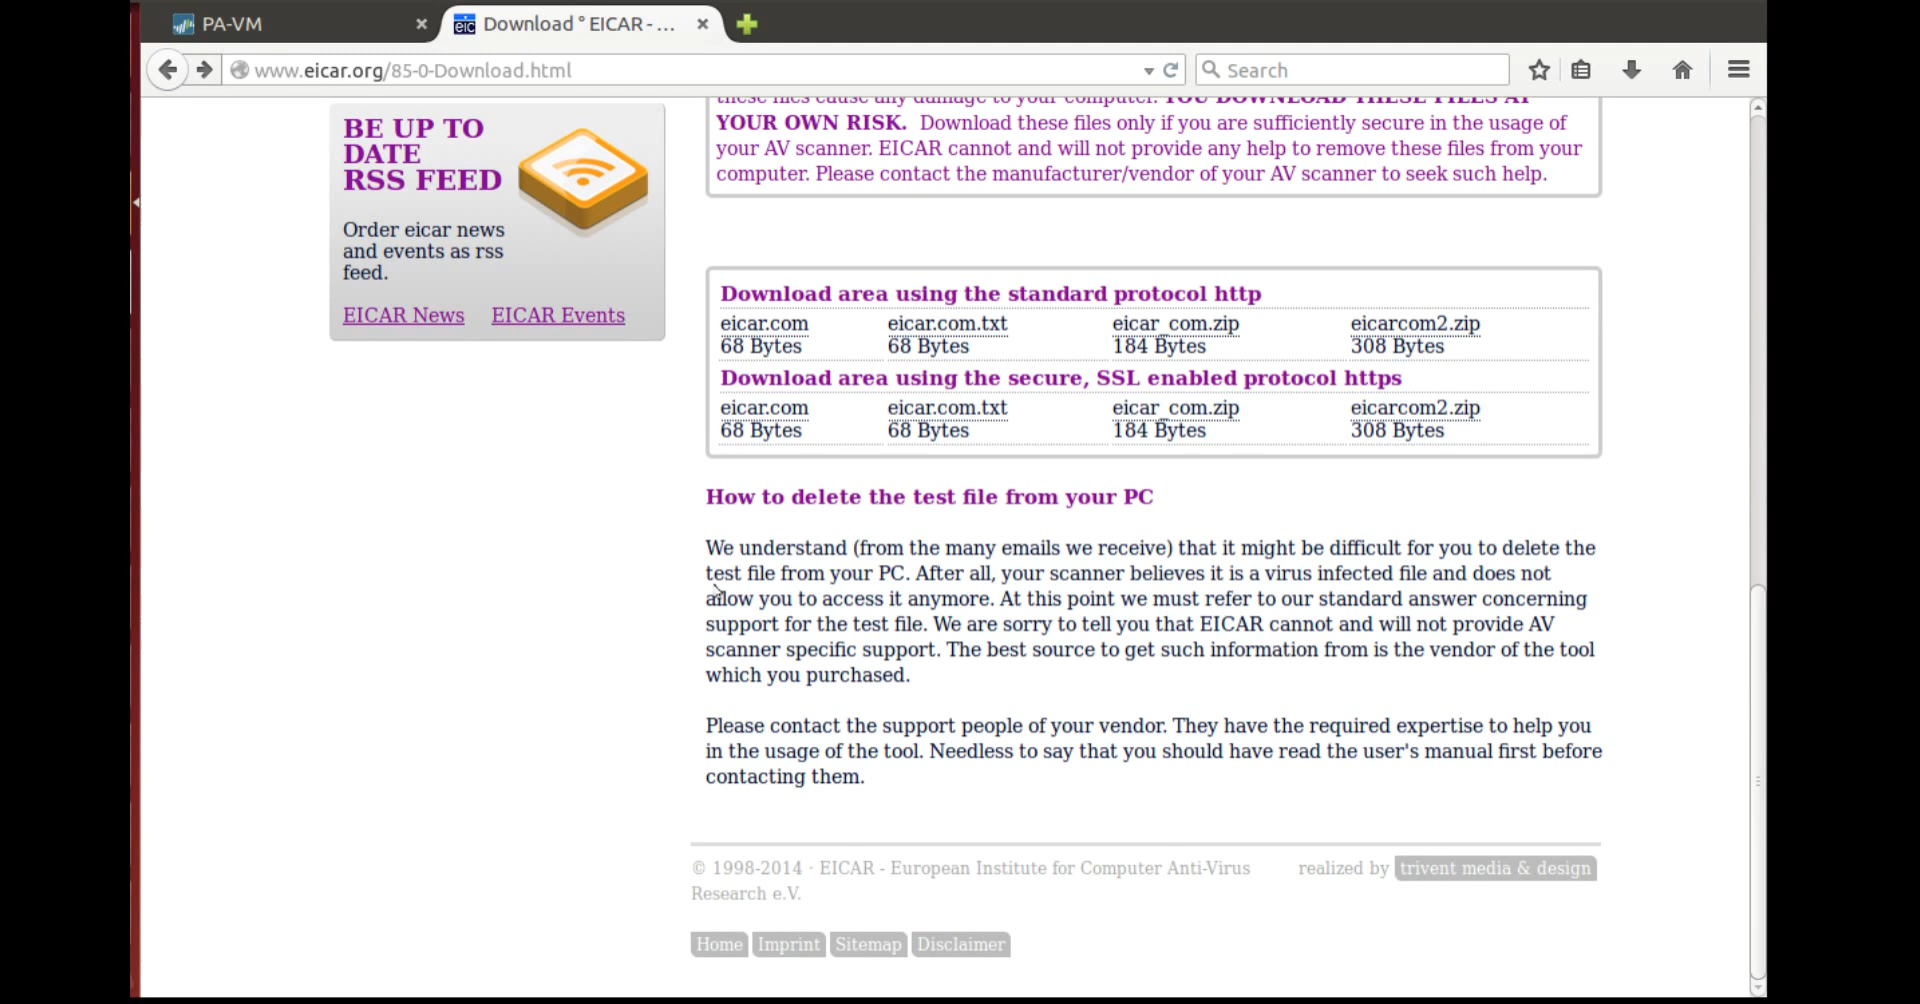 PA-VM
Download ° EICAR - ...
www.eicar.org/85-0-Download.html
Search
BE UP TO
DATE
RSS FEED
Order eicar news
and events as rss
feed.
EICAR News EICAR Events
these files cause any damage to your computer. YOU DOWNLOAD THESE FILES AT
YOUR OWN RISK. Download these files only if you are sufficiently secure in the usage of
your AV scanner. EICAR cannot and will not provide any help to remove these files from your
computer. Please contact the manufacturer/vendor of your AV scanner to seek such help.
Download area using the standard protocol http
eicar.com eicar.com.txt eicar_com.zip eicarcom2.zip
68 Bytes 68 Bytes 184 Bytes 308 Bytes
Download area using the secure, SSL enabled protocol https
eicar.com eicar.com.txt eicar_com.zip eicarcom2.zip
68 Bytes 68 Bytes 184 Bytes 308 Bytes
How to delete the test file from your PC
We understand (from the many emails we receive) that it might be difficult for you to delete the
test file from your PC. After all, your scanner believes it is a virus infected file and does not
allow you to access it anymore. At this point we must refer to our standard answer concerning
support for the test file. We are sorry to tell you that EICAR cannot and will not provide AV
scanner specific support. The best source to get such information from is the vendor of the tool
which you purchased.
Please contact the support people of your vendor. They have the required expertise to help you
in the usage of the tool. Needless to say that you should have read the user's manual first before
contacting them.
© 1998-2014 · EICAR - European Institute for Computer Anti-Virus
Research e.V.
realized by trivent media & design
Home Imprint Sitemap Disclaimer